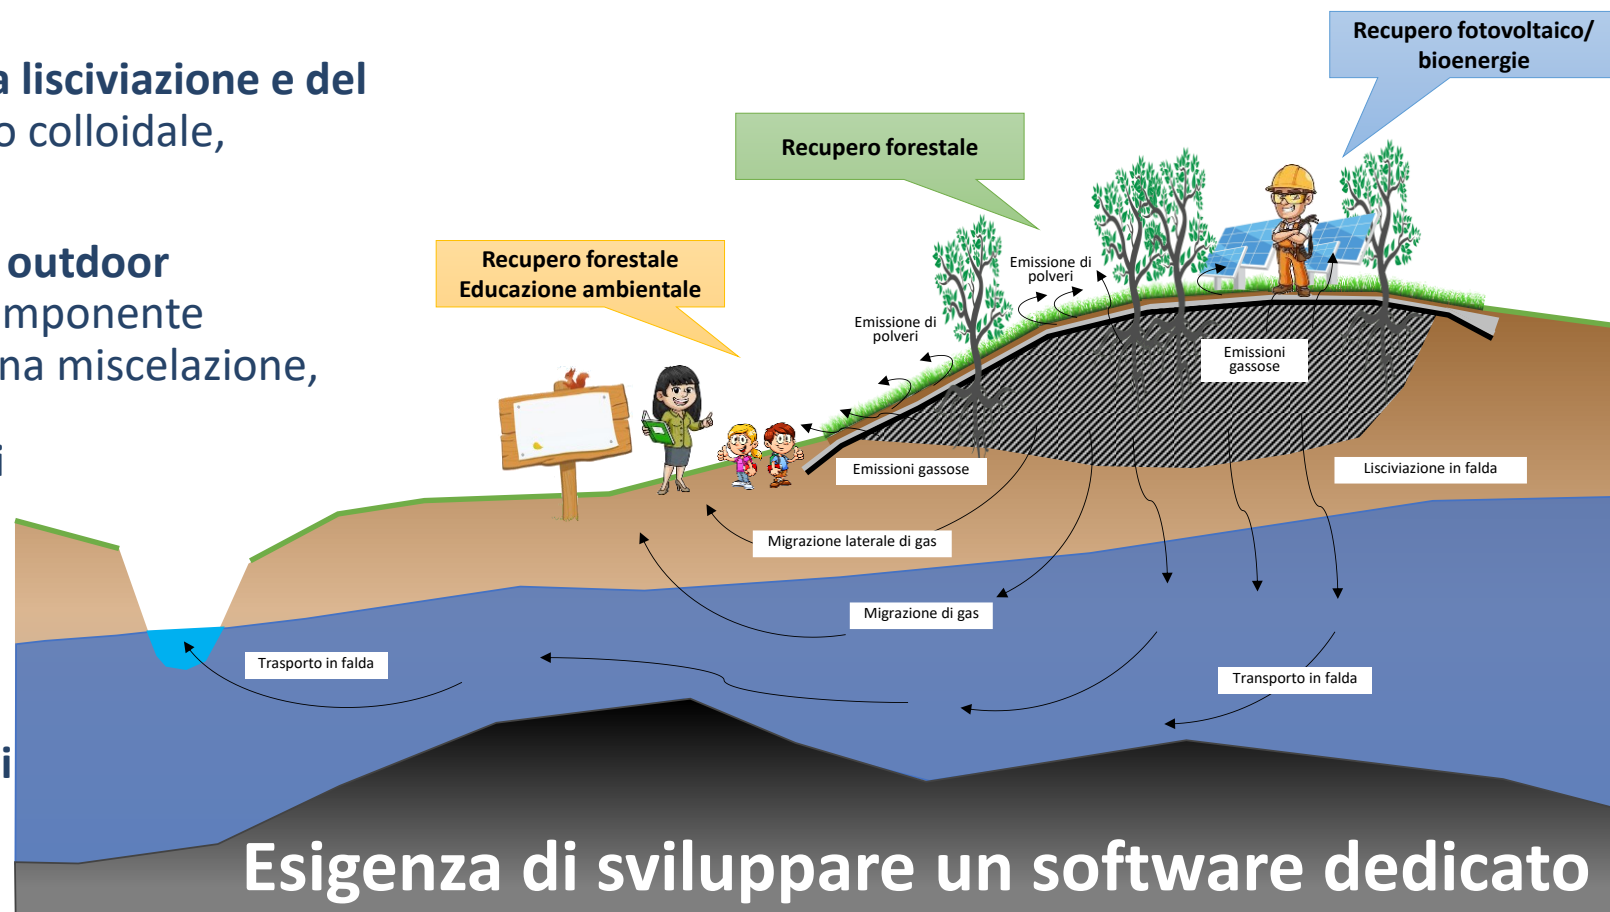 a lisciviazione e del
o colloidale,
outdoor
mponente
na miscelazione,
i
i
Recupero fotovoltaico/
bioenergie
Recupero forestale
Recupero forestale
Educazione ambientale
Emissione di
polveri
Emissione di
polveri
Emissioni
gassose
Emissioni gassose
Lisciviazione in falda
Migrazione laterale di gas
Migrazione di gas
Trasporto in falda
Transporto in falda
Esigenza di sviluppare un software dedicato